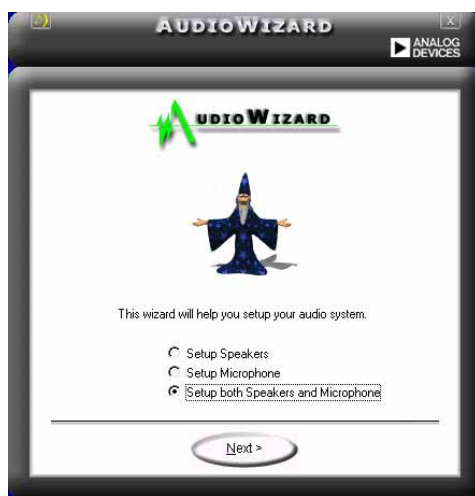 AUDIOWIZARD
X
ANALOG
DEVICES
AUDIOWIZARD
This wizard will help you setup your audio system.
Setup Speakers
Setup Microphone
Setup both Speakers and Microphone
Next >